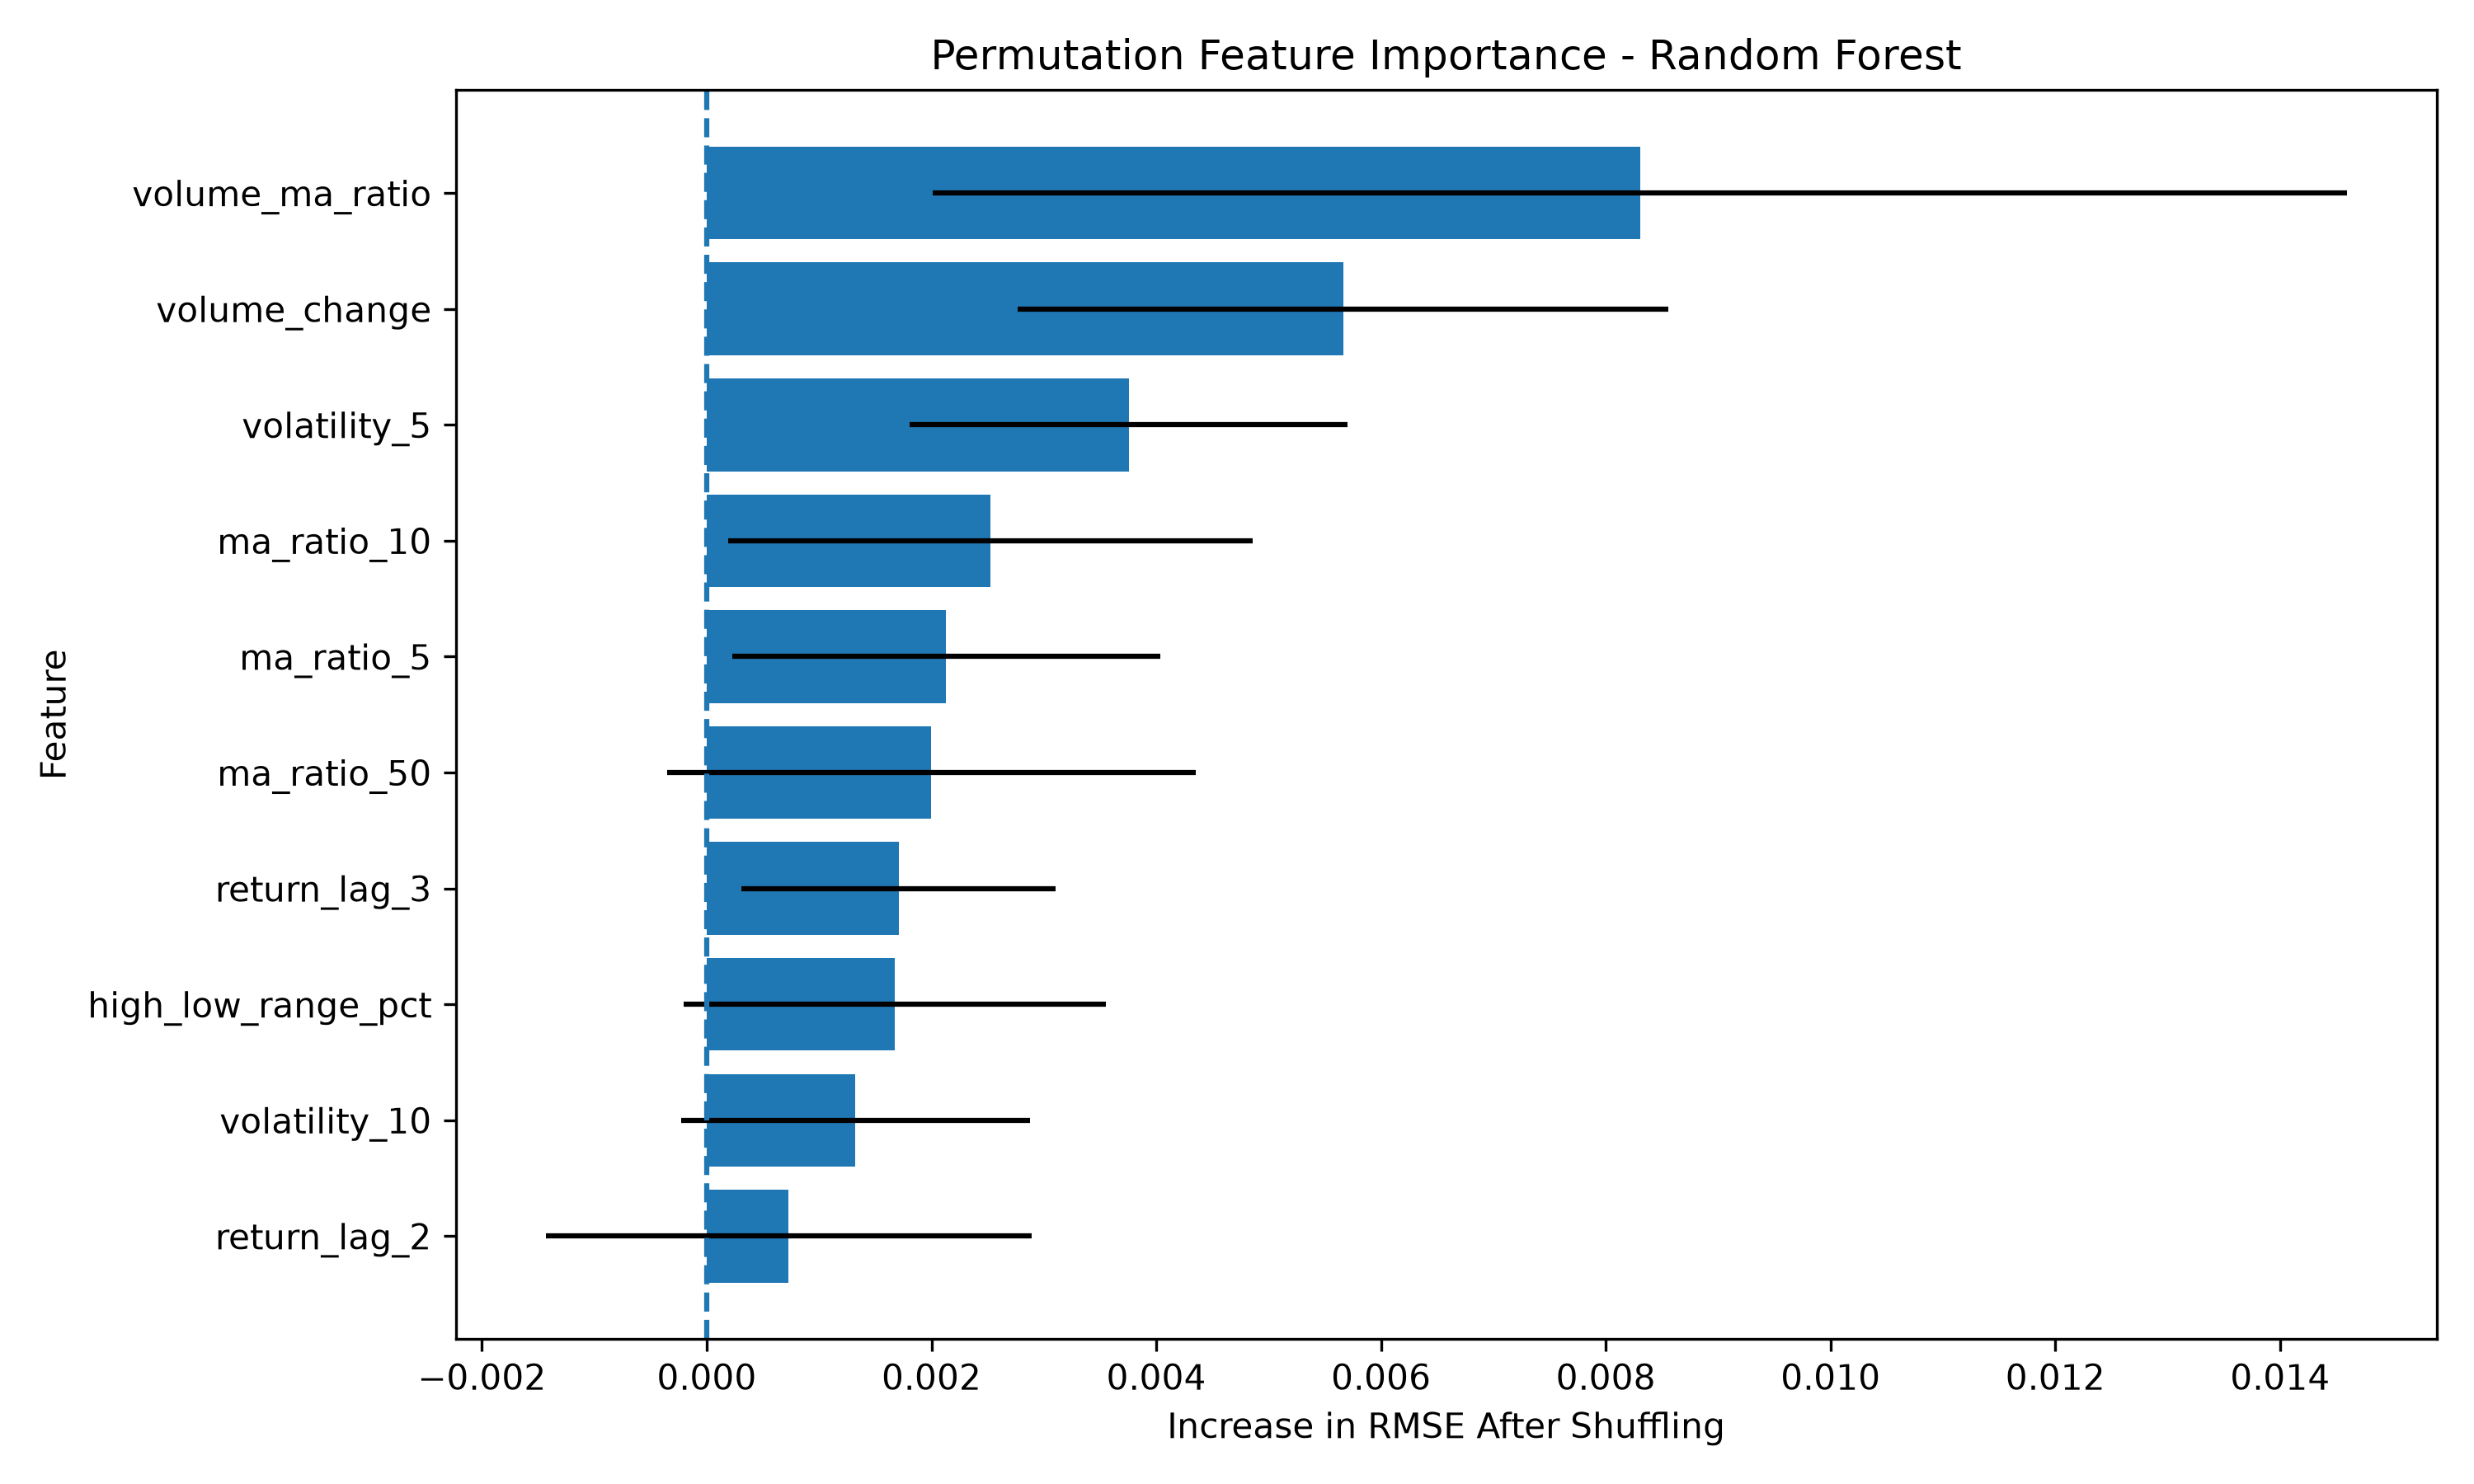 Permutation Feature Importance - Random Forest
volume_ma_ratio
volume_change
volatility_5
ma_ratio_10
ma_ratio_5
ma_ratio_50
return_lag_3
high_low_range_pct
volatility_10
return_lag_2
Feature
−0.002 0.000 0.002 0.004 0.006 0.008 0.010 0.012 0.014
Increase in RMSE After Shuffling